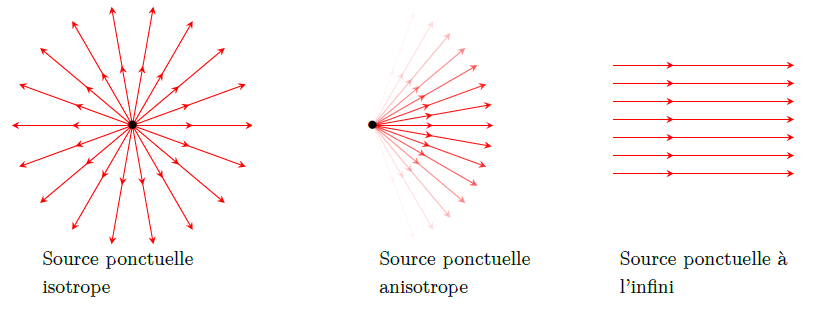 Source ponctuelle
isotrope
Source ponctuelle
anisotrope
Source ponctuelle à
l'infini